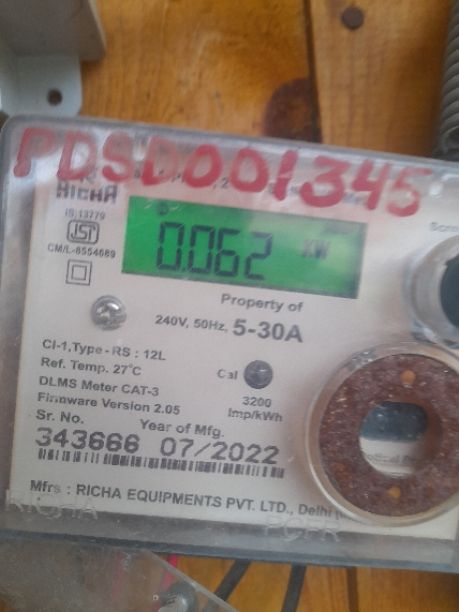 PDSD001345
RICHA
IS:13779
ISI
CM/L-8554689
0.062 KW
Property of
240V, 50Hz, 5-30A
Cl-1,Type - RS : 12L
Ref. Temp. 27°C
Cal
3200
Imp/kWh
DLMS Meter CAT-3
Firmware Version 2.05
Sr. No. Year of Mfg.
343666 07/2022
Mfrs : RICHA EQUIPMENTS PVT. LTD., Delhi
RICHA